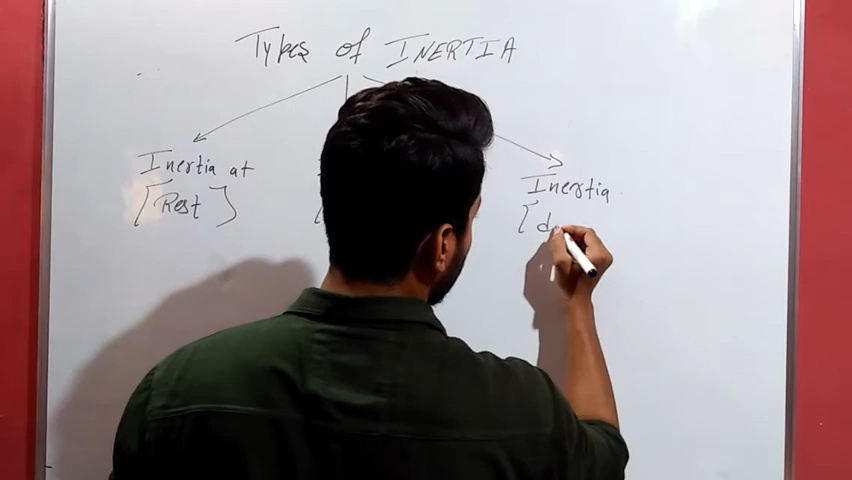 Types of INERTIA
Inertia at
[Rest]
Inertia
[